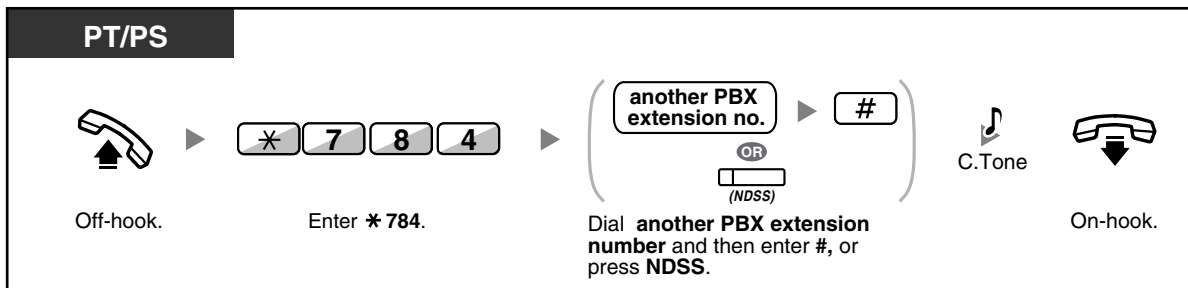 PT/PS
another PBX
extension no.
#
OR
(NDSS)
* 7 8 4
C.Tone
Off-hook.
Enter * 784.
Dial another PBX extension
number and then enter #, or
press NDSS.
On-hook.